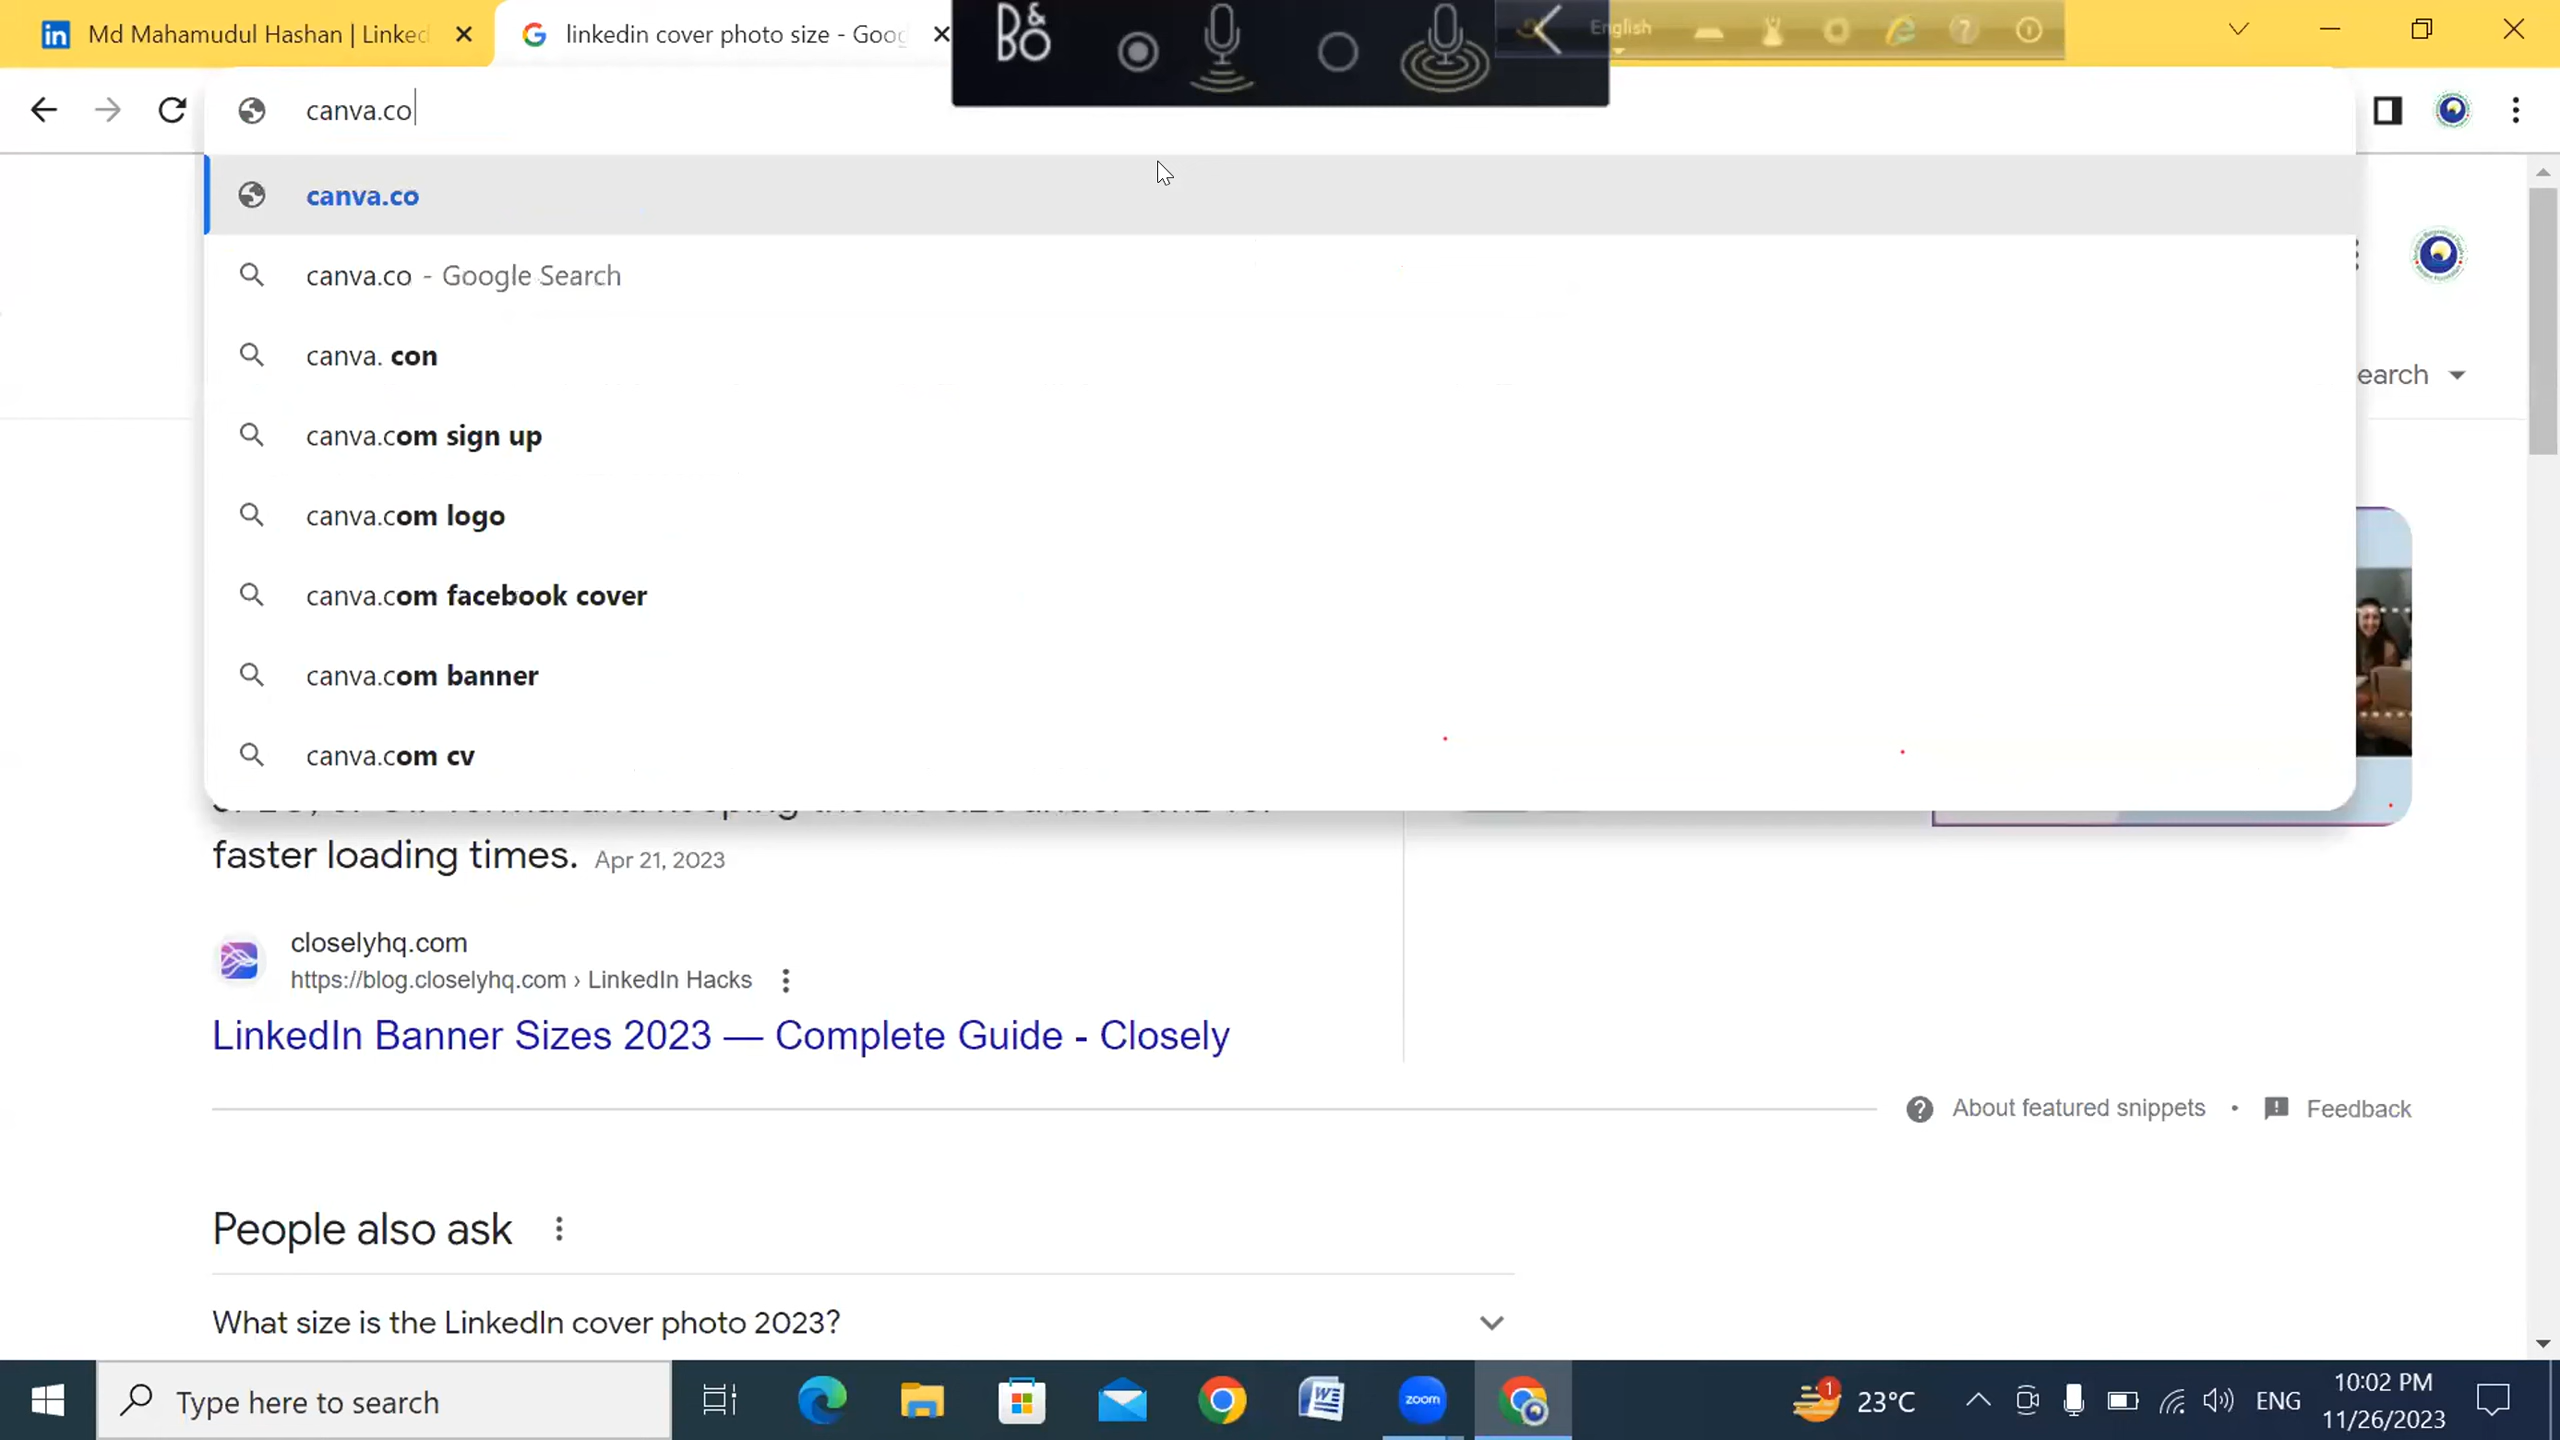 Md Mahamudul Hashan | Linked
linkedin cover photo size - Goog
B&O
English
canva.co
canva.co
canva.co - Google Search
canva. con
canva.com sign up
canva.com logo
canva.com facebook cover
canva.com banner
canva.com cv
earch
faster loading times. Apr 21, 2023
closelyhq.com
https://blog.closelyhq.com › LinkedIn Hacks
LinkedIn Banner Sizes 2023 — Complete Guide - Closely
About featured snippets • Feedback
People also ask
What size is the LinkedIn cover photo 2023?
Type here to search
zoom
1
23°C
ENG
10:02 PM
11/26/2023